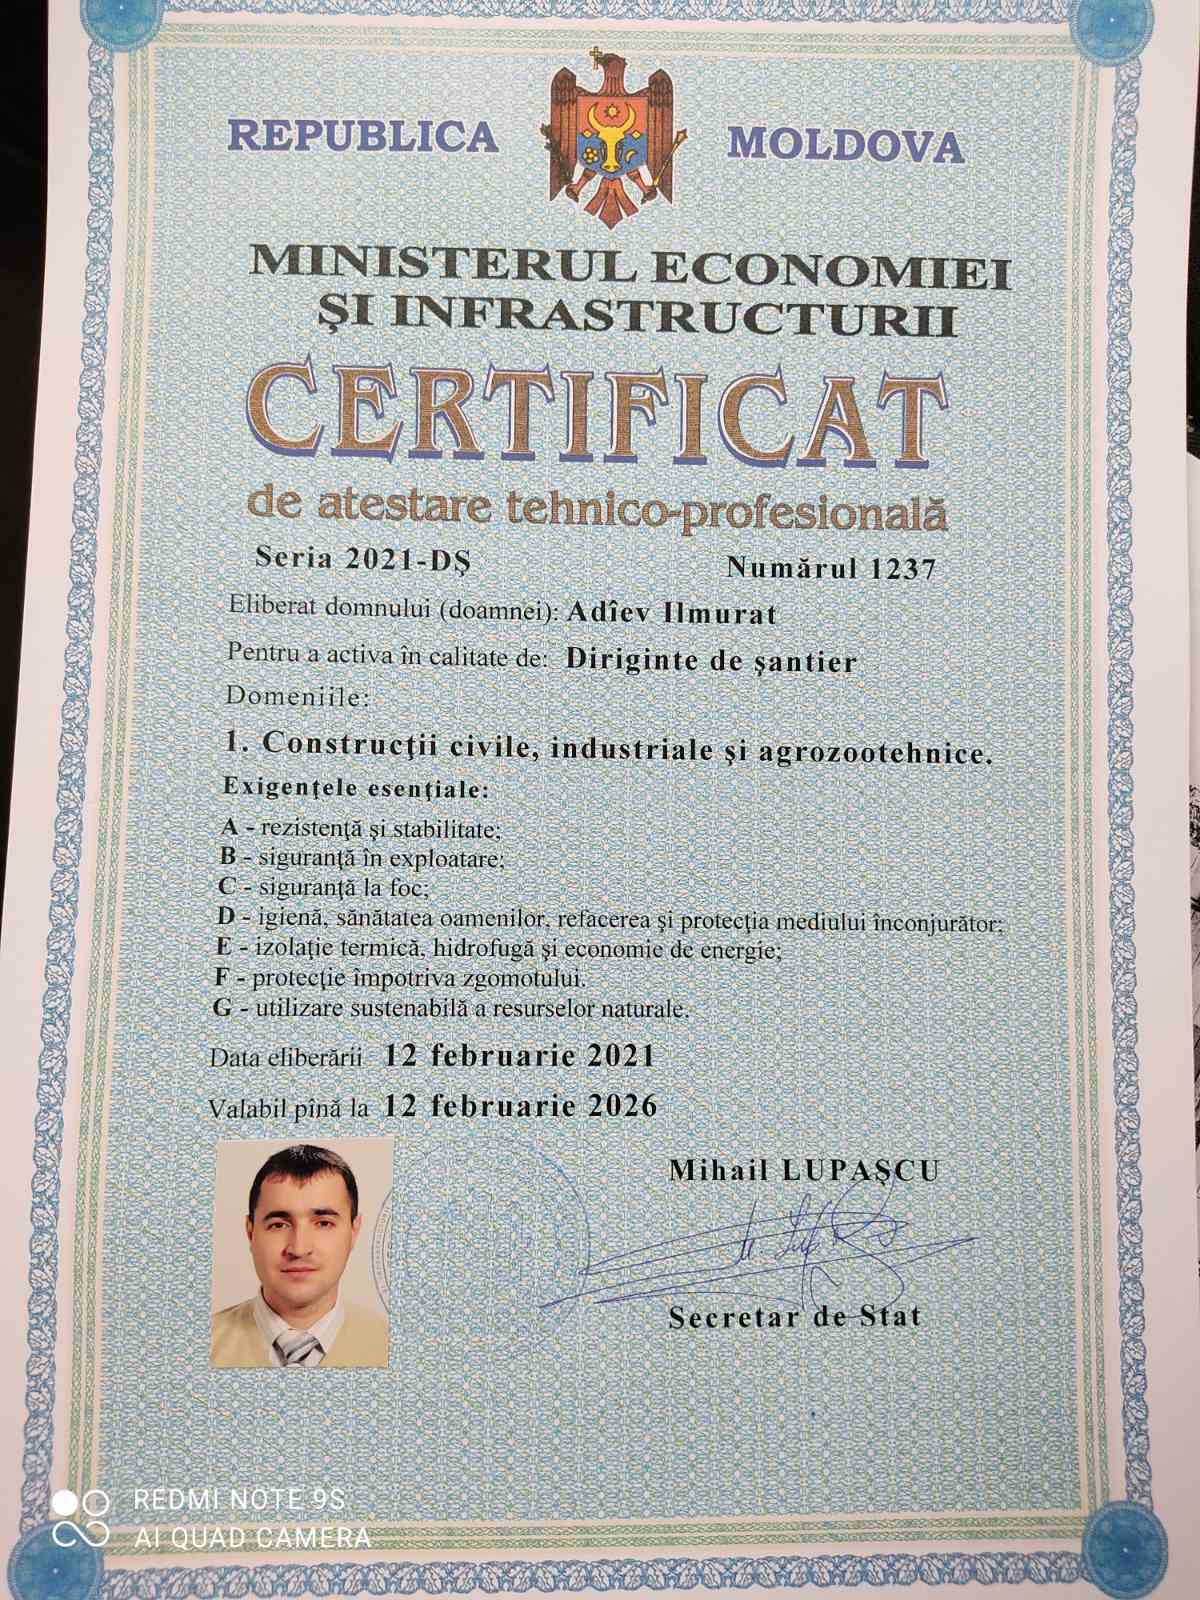 REPUBLICA MOLDOVA
MINISTERUL ECONOMIEI
ŞI INFRASTRUCTURII
CERTIFICAT
de atestare tehnico-profesională
Seria 2021-DŞ Numărul 1237
Eliberat domnului (doamnei): Adîev Ilmurat
Pentru a activa în calitate de: Diriginte de şantier
Domeniile:
1. Construcţii civile, industriale şi agrozootehnice.
Exigenţele esenţiale:
A - rezistenţă şi stabilitate;
B - siguranţă în exploatare;
C - siguranţă la foc;
D - igienă, sănătatea oamenilor, refacerea şi protecţia mediului înconjurător;
E - izolaţie termică, hidrofugă şi economie de energie;
F - protecţie împotriva zgomotului.
G - utilizare sustenabilă a resurselor naturale.
Data eliberării 12 februarie 2021
Valabil pînă la 12 februarie 2026
Mihail LUPAŞCU
Secretar de Stat
REDMI NOTE 9S
AI QUAD CAMERA